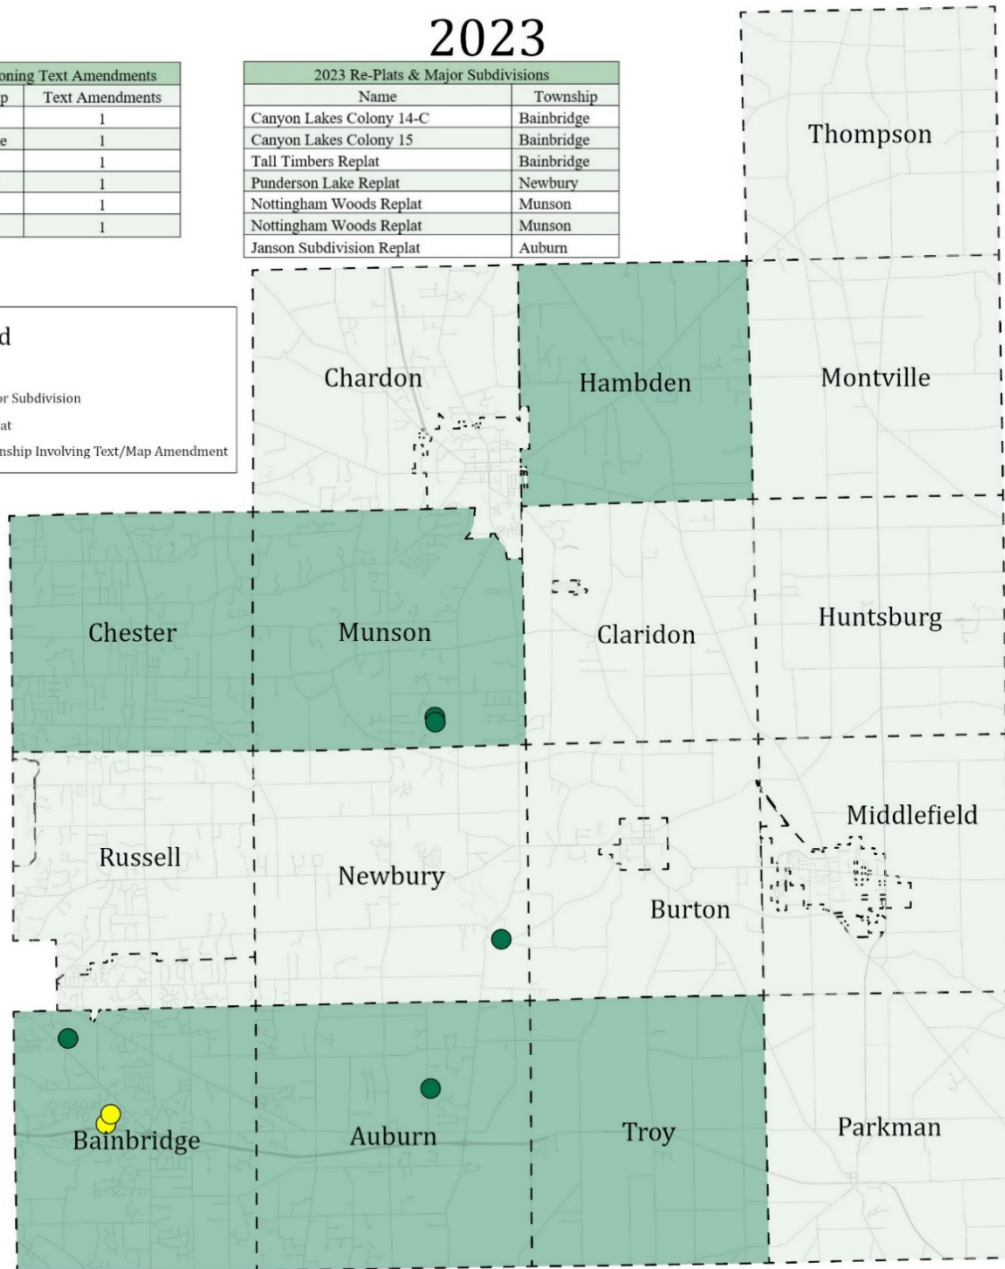 2023
oning Text Amendments
p Text Amendments
1
e 1
1
1
1
1
2023 Re-Plats & Major Subdivisions
Name Township
Canyon Lakes Colony 14-C Bainbridge
Canyon Lakes Colony 15 Bainbridge
Tall Timbers Replat Bainbridge
Punderson Lake Replat Newbury
Nottingham Woods Replat Munson
Nottingham Woods Replat Munson
Janson Subdivision Replat Auburn
d
or Subdivision
at
nship Involving Text/Map Amendment
Thompson
Chardon
Hambden
Montville
Chester
Munson
Claridon
Huntsburg
Russell
Newbury
Burton
Middlefield
Bainbridge
Auburn
Troy
Parkman